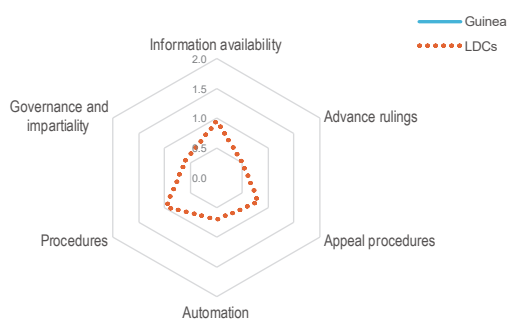 Guinea
LDCs
Information availability
2.0
1.5
1.0
0.5
0.0
Governance and
impartiality
Advance rulings
Procedures
Appeal procedures
Automation